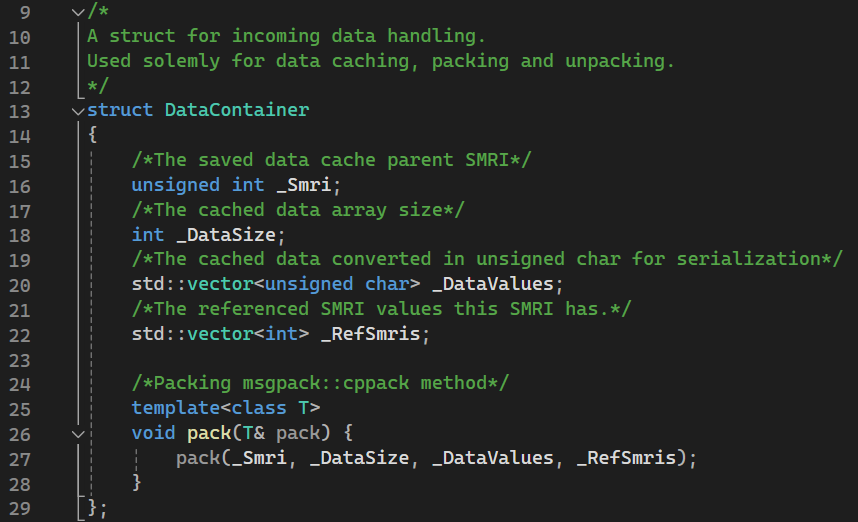 9 /*
10 A struct for incoming data handling.
11 Used solemly for data caching, packing and unpacking.
12 */
13 struct DataContainer
14 {
15 /*The saved data cache parent SMRI*/
16 unsigned int _Smri;
17 /*The cached data array size*/
18 int _DataSize;
19 /*The cached data converted in unsigned char for serialization*/
20 std::vector<unsigned char> _DataValues;
21 /*The referenced SMRI values this SMRI has.*/
22 std::vector<int> _RefSmris;
23
24 /*Packing msgpack::cppack method*/
25 template<class T>
26 void pack(T& pack) {
27 pack(_Smri, _DataSize, _DataValues, _RefSmris);
28 }
29 };